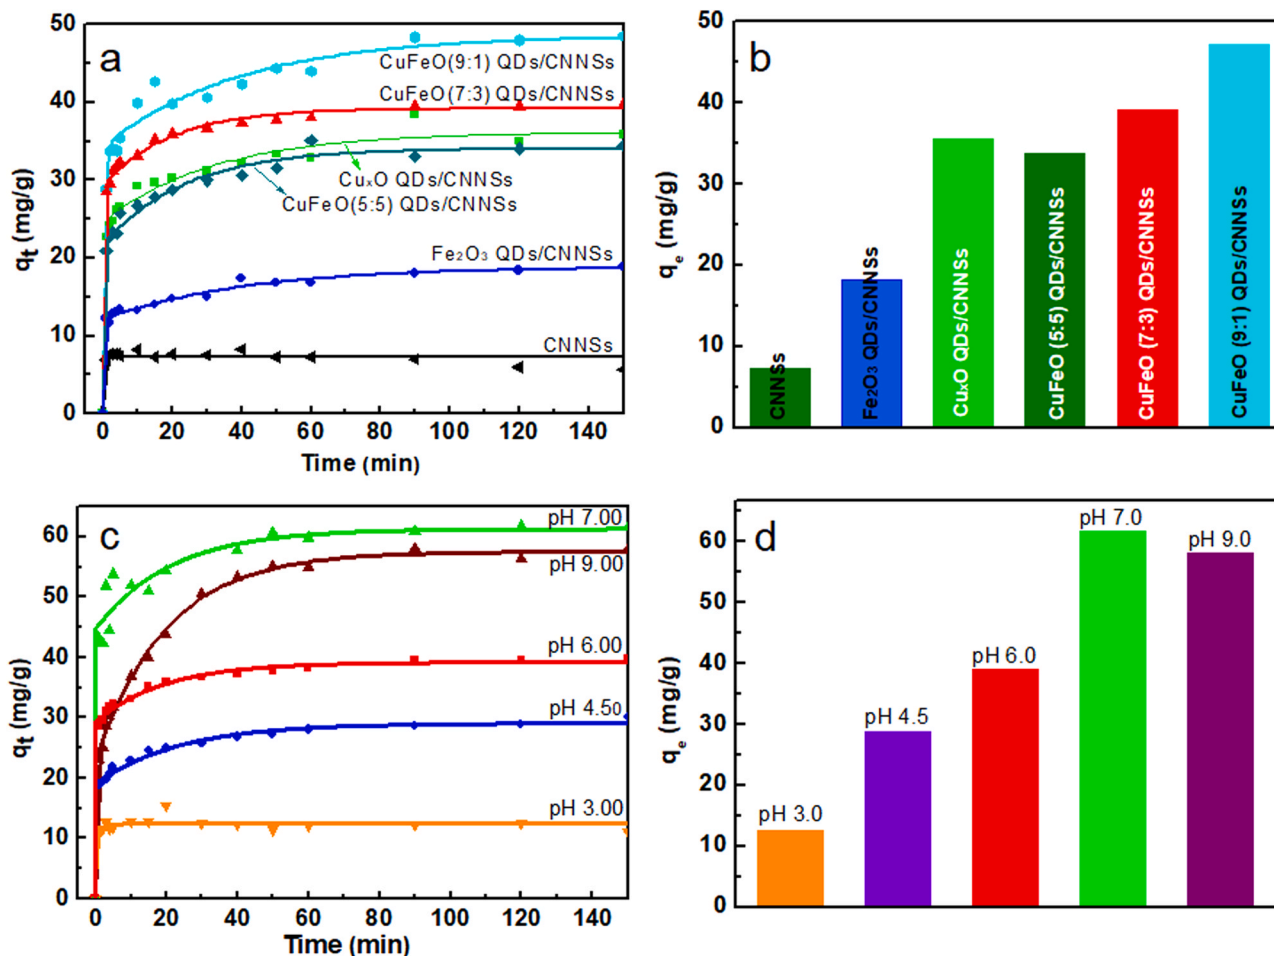 a
50
40
30
20
10
0
qt (mg/g)
CuFeO(9:1) QDs/CNNSs
CuFeO(7:3) QDs/CNNSs
CuₓO QDs/CNNSs
CuFeO(5:5) QDs/CNNSs
Fe₂O₃ QDs/CNNSs
CNNSs
0 20 40 60 80 100 120 140
Time (min)
b
50
40
30
20
10
0
qe (mg/g)
CNNSs
Fe₂O₃ QDs/CNNSs
CuₓO QDs/CNNSs
CuFeO (5:5) QDs/CNNSs
CuFeO (7:3) QDs/CNNSs
CuFeO (9:1) QDs/CNNSs
c
60
50
40
30
20
10
0
qt (mg/g)
pH 7.00
pH 9.00
pH 6.00
pH 4.50
pH 3.00
0 20 40 60 80 100 120 140
Time (min)
d
60
50
40
30
20
10
0
qe (mg/g)
pH 3.0
pH 4.5
pH 6.0
pH 7.0
pH 9.0